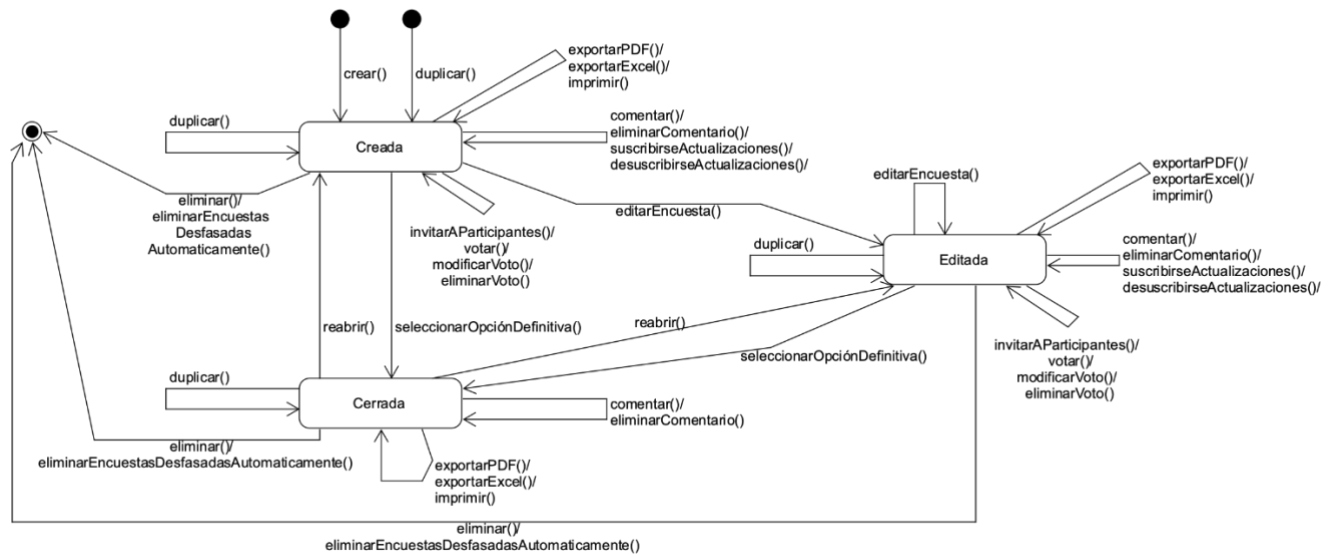 crear()
duplicar()
exportarPDF()/
exportarExcel()/
imprimir()
duplicar()
Creada
comentar()/
eliminarComentario()/
suscribirseActualizaciones()/
desuscribirseActualizaciones()/
eliminar()/
eliminarEncuestas
Desfasadas
Automaticamente()
invitarAParticipantes()/
votar()/
modificarVoto()/
eliminarVoto()
editarEncuesta()
editarEncuesta()
exportarPDF()/
exportarExcel()/
imprimir()
duplicar()
Editada
comentar()/
eliminarComentario()/
suscribirseActualizaciones()/
desuscribirseActualizaciones()/
reabrir()
seleccionarOpciónDefinitiva()
reabrir()
seleccionarOpciónDefinitiva()
invitarAParticipantes()/
votar()/
modificarVoto()/
eliminarVoto()
duplicar()
Cerrada
comentar()/
eliminarComentario()
eliminar()/
eliminarEncuestasDesfasadasAutomaticamente()
exportarPDF()/
exportarExcel()/
imprimir()
eliminar()/
eliminarEncuestasDesfasadasAutomaticamente()